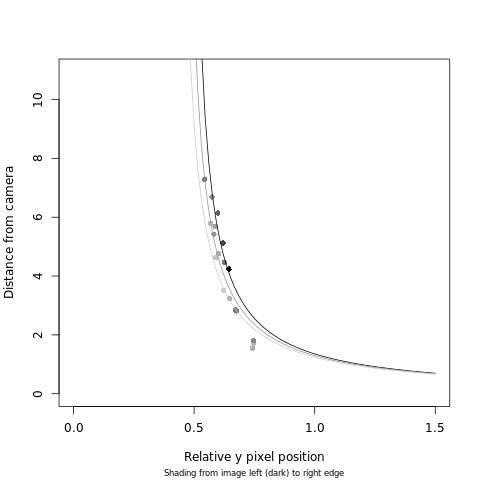 Distance from camera
10
8
6
4
2
0
0.0 0.5 1.0 1.5
Relative y pixel position
Shading from image left (dark) to right edge